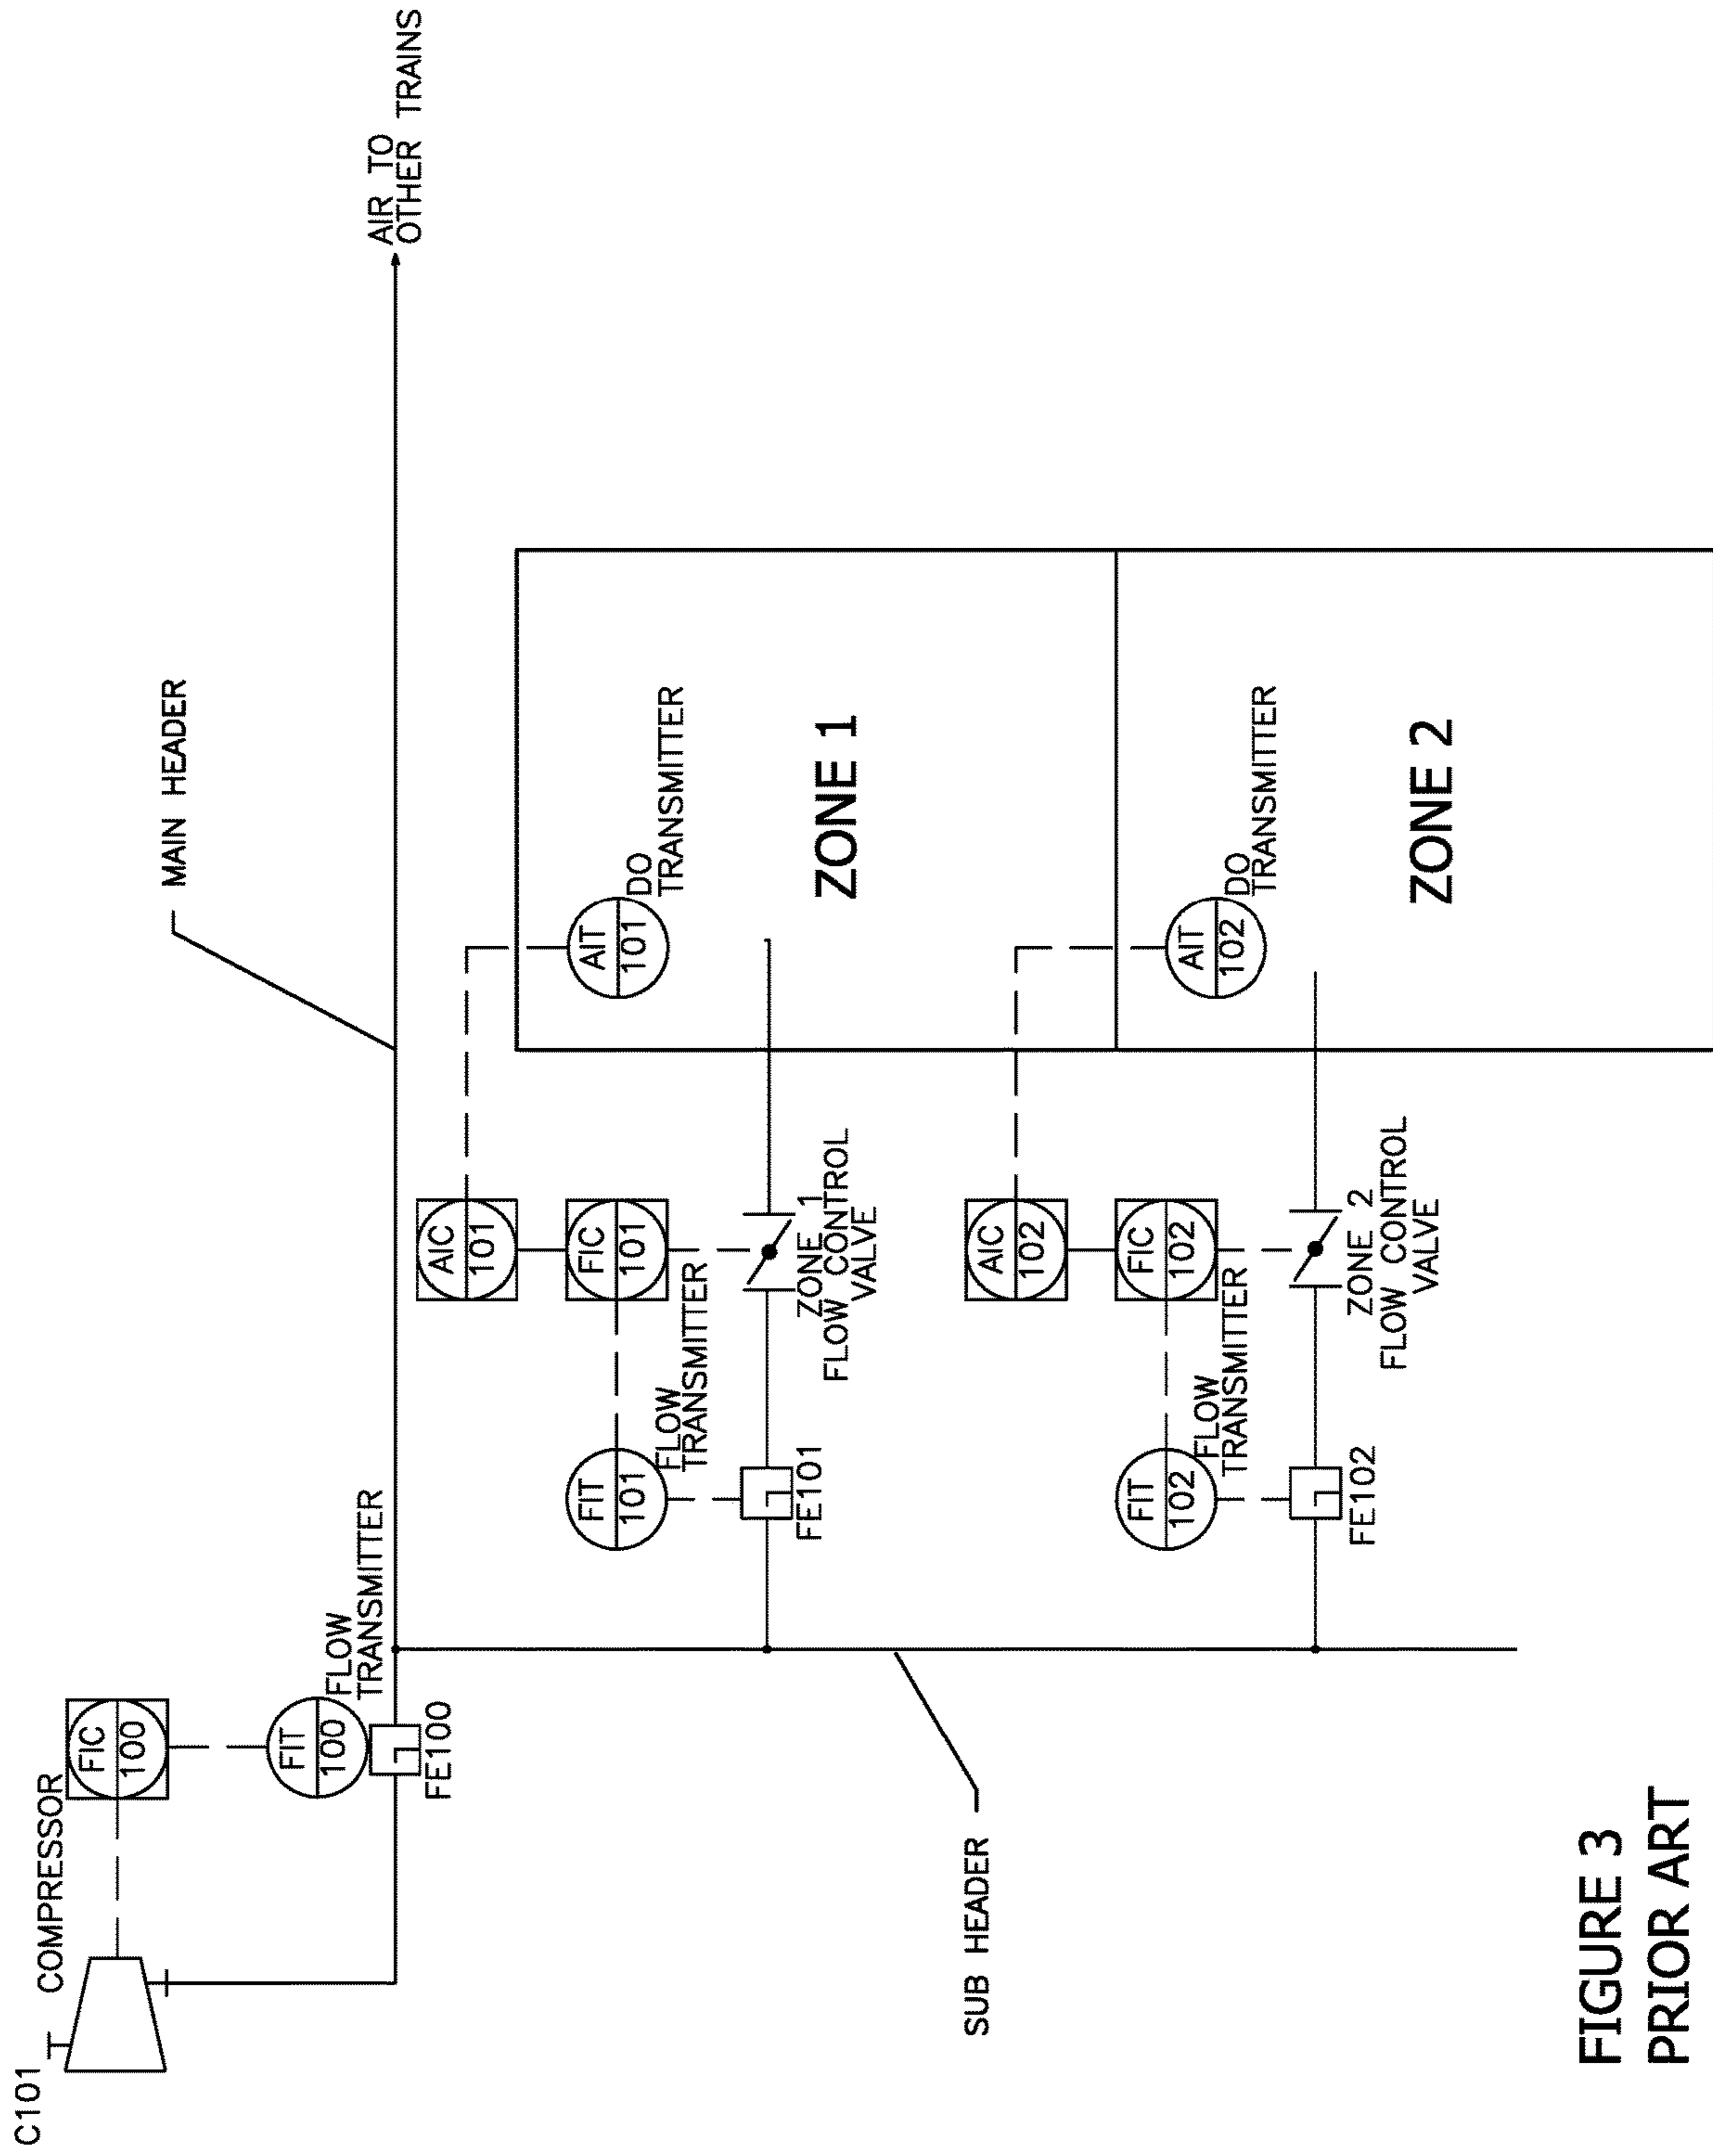 C101
COMPRESSOR
FIC
100
FIT
100
FLOW
TRANSMITTER
FE100
MAIN HEADER
AIR TO
OTHER TRAINS
AIC
101
FIC
101
FIT
101
FLOW
TRANSMITTER
FE101
ZONE 1
FLOW CONTROL
VALVE
AIT
101
DO
TRANSMITTER
ZONE 1
SUB HEADER
AIC
102
FIC
102
FIT
102
FLOW
TRANSMITTER
FE102
ZONE 2
FLOW CONTROL
VALVE
AIT
102
DO
TRANSMITTER
ZONE 2
FIGURE 3
PRIOR ART